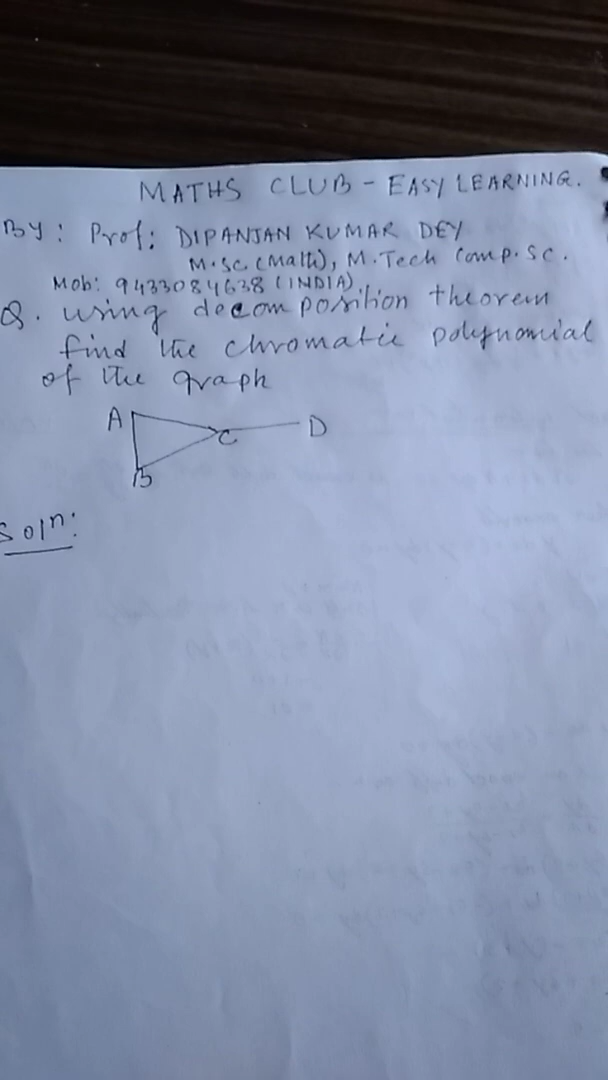 MATHS CLUB - EASY LEARNING.
By: Prof: DIPANJAN KUMAR DEY
M.Sc (Math), M.Tech Comp. Sc.
Mob: 9433084638 (INDIA).
Q. using decomposition theorem
find the chromatic polynomial
of the graph
A
C
D
B
Soln: